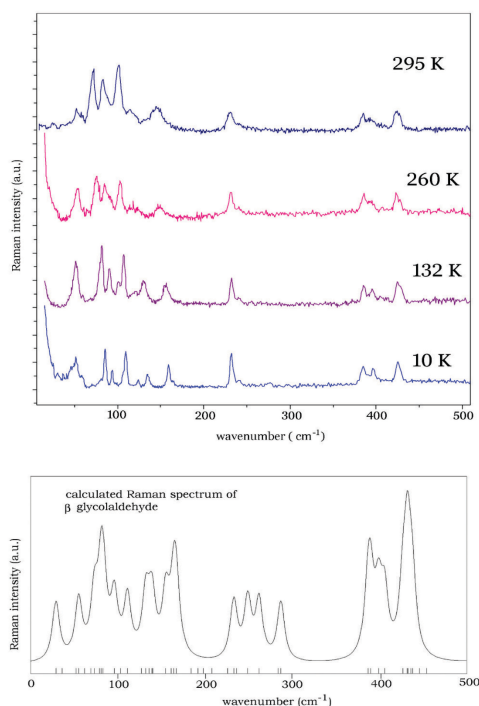 295 K
260 K
132 K
10 K
Raman intensity (a.u.)
100 200 300 400 500
wavenumber ( cm-1)
calculated Raman spectrum of
β glycolaldehyde
Raman intensity (a.u.)
0 100 200 300 400 500
wavenumber (cm-1)